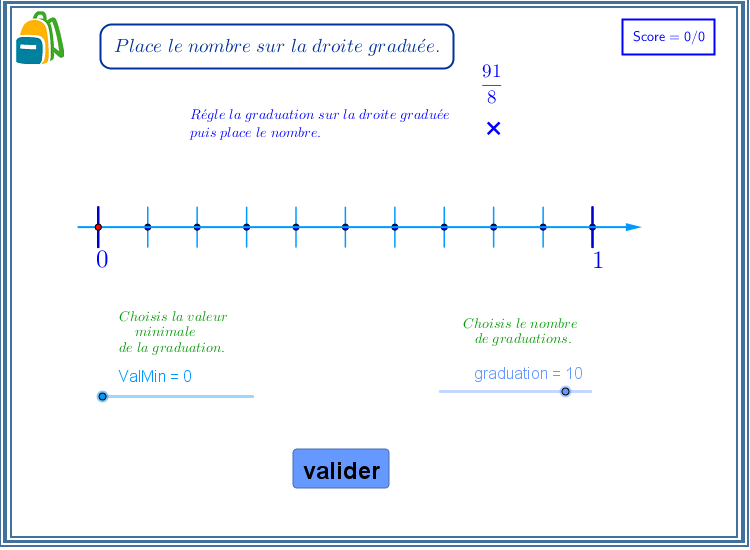 Place le nombre sur la droite graduée.
Score = 0/0
91
8
Régle la graduation sur la droite graduée
puis place le nombre.
0
1
Choisis la valeur
minimale
de la graduation.
ValMin = 0
Choisis le nombre
de graduations.
graduation = 10
valider